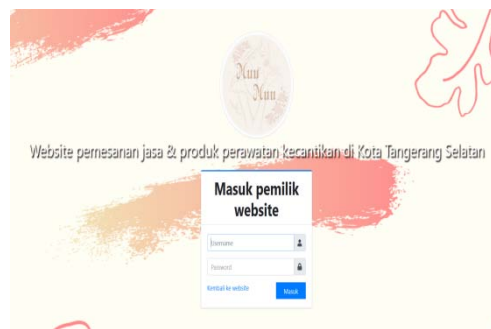 Nuu
Nuu
Website pemesanan jasa & produk perawatan kecantikan di Kota Tangerang Selatan
Masuk pemilik
website
Username
Password
Kembali ke website
Masuk